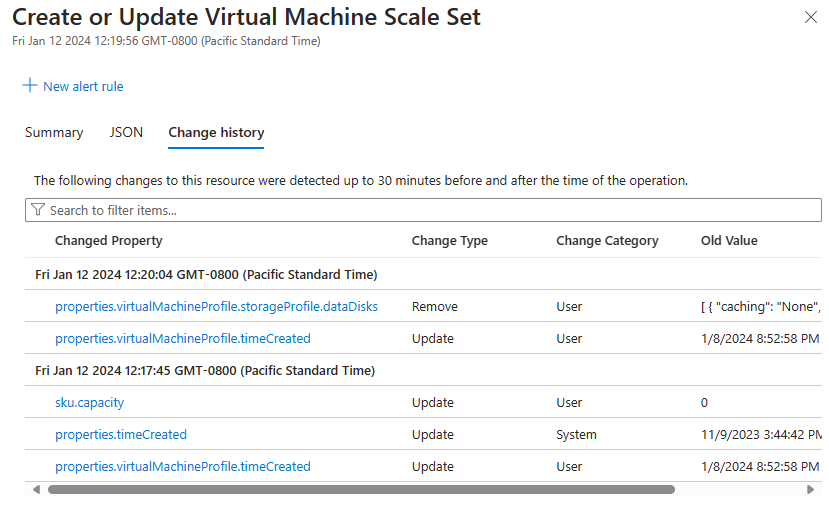 Create or Update Virtual Machine Scale Set
Fri Jan 12 2024 12:19:56 GMT-0800 (Pacific Standard Time)
New alert rule
Summary JSON Change history
The following changes to this resource were detected up to 30 minutes before and after the time of the operation.
Search to filter items...
Changed Property Change Type Change Category Old Value
Fri Jan 12 2024 12:20:04 GMT-0800 (Pacific Standard Time)
properties.virtualMachineProfile.storageProfile.dataDisks Remove User [ { "caching": "None",
properties.virtualMachineProfile.timeCreated Update User 1/8/2024 8:52:58 PM
Fri Jan 12 2024 12:17:45 GMT-0800 (Pacific Standard Time)
sku.capacity Update User 0
properties.timeCreated Update System 11/9/2023 3:44:42 PM
properties.virtualMachineProfile.timeCreated Update User 1/8/2024 8:52:58 PM